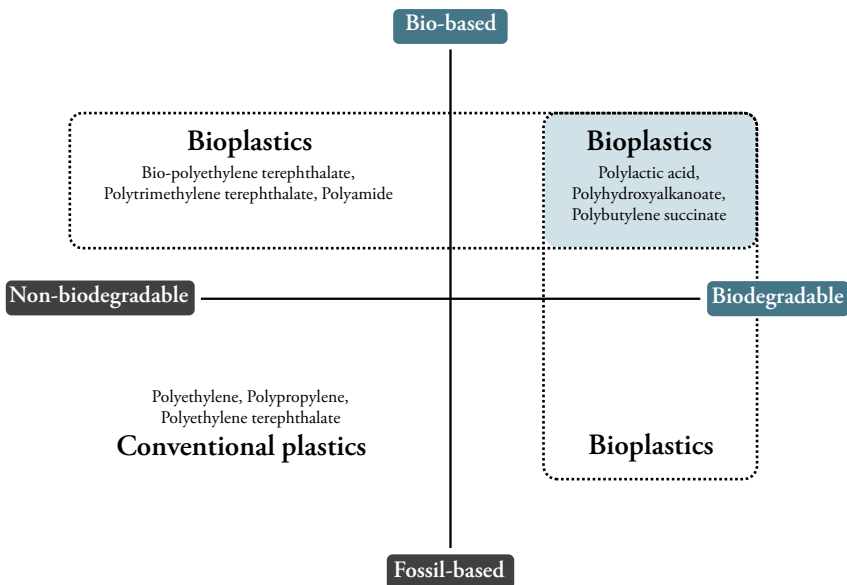 Bio-based
Bioplastics
Bio-polyethylene terephthalate,
Polytrimethylene terephthalate, Polyamide
Bioplastics
Polylactic acid,
Polyhydroxyalkanoate,
Polybutylene succinate
Non-biodegradable
Biodegradable
Polyethylene, Polypropylene,
Polyethylene terephthalate
Conventional plastics
Bioplastics
Fossil-based